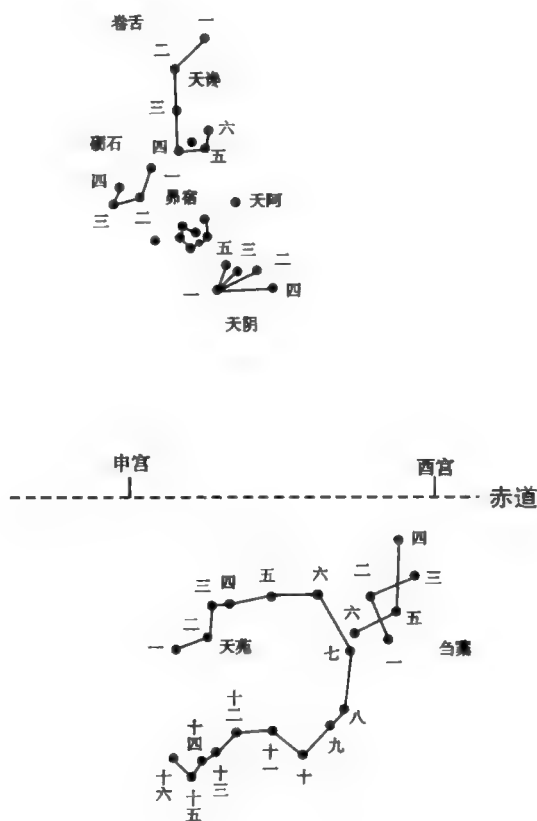 卷舌
一
二
天谗
三
六
砺石
四
五
一
四
昴宿
天阿
三
二
五
三
二
一
四
天阴
申宫
酉宫
赤道
四
三
四
五
六
二
三
六
五
二
一
天苑
七
一
刍藁
八
十二
九
十四
十一
十
十三
十六
十五